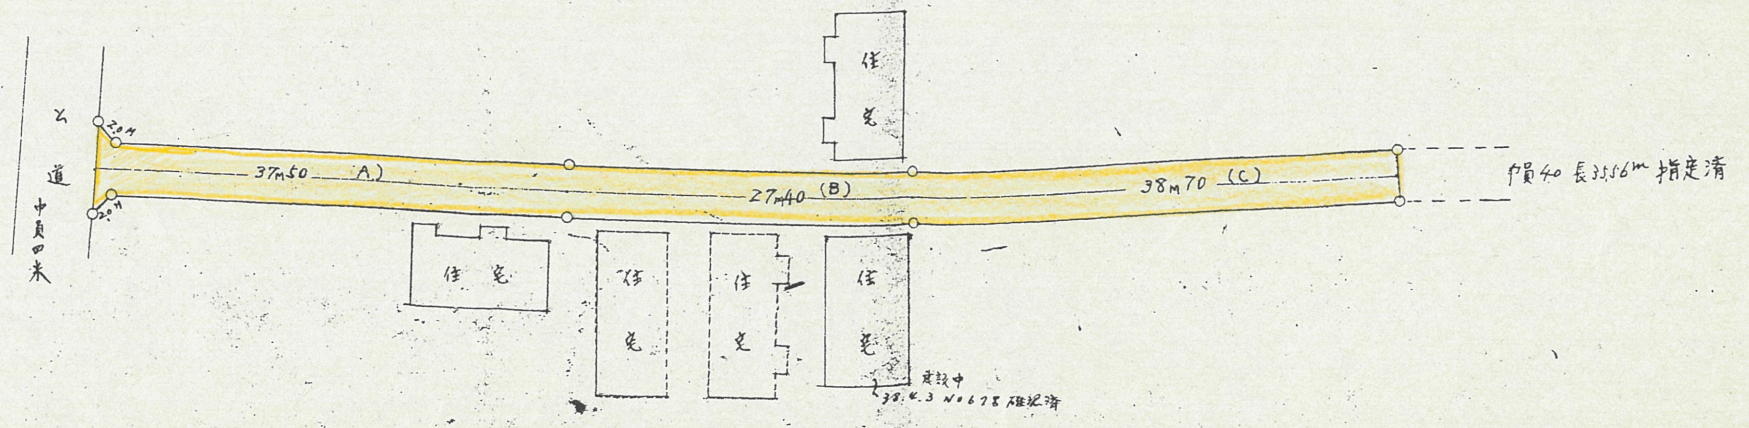 公道
巾員四米
2.0M
2.0M
37m50 (A)
27m40 (B)
38m70 (C)
巾員4.0 長35.56m 指定済
住宅
住宅
住宅
住宅
住宅
建設中
38.4.3 No678 確認済